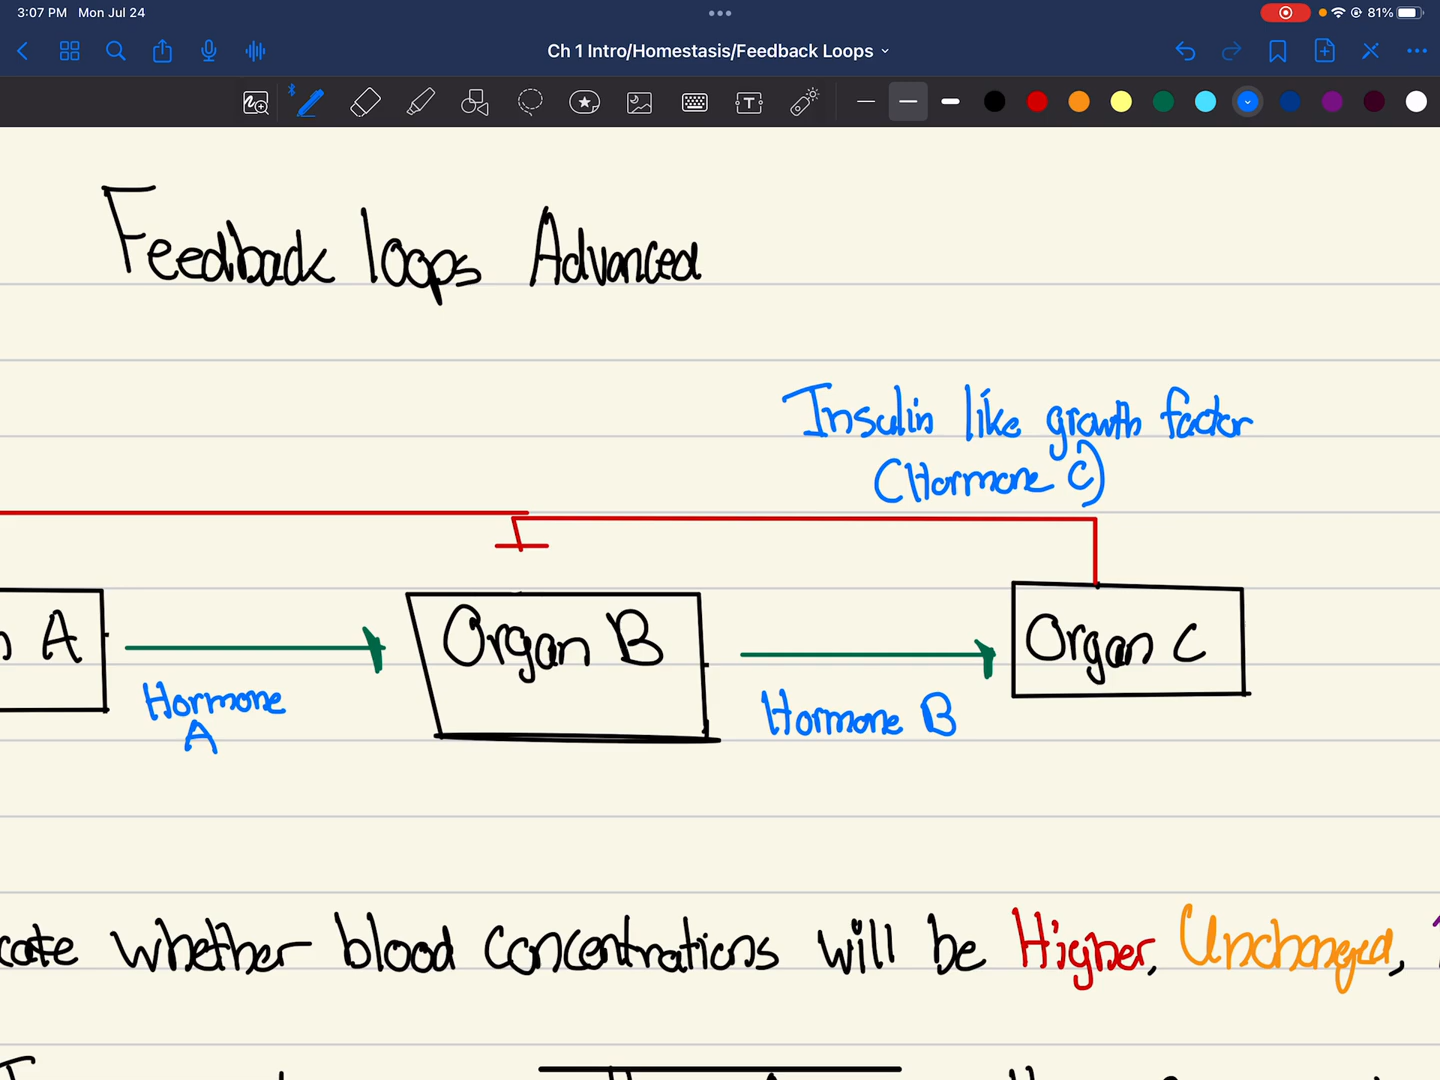 3:07 PM Mon Jul 24
81%
Ch 1 Intro/Homestasis/Feedback Loops
Feedback loops Advanced
Insulin like growth factor
(Hormone C)
A
Organ B
Organ C
Hormone
A
Hormone B
cate whether blood concentrations will be Higher, Unchanged,